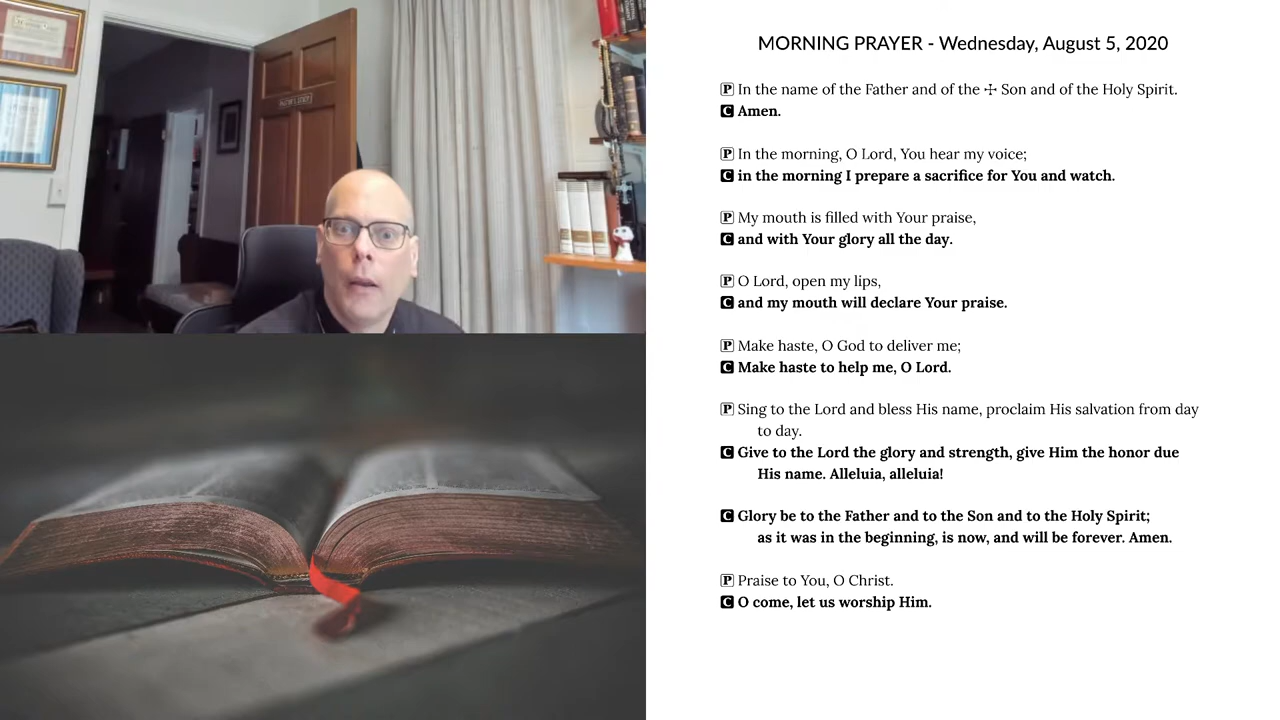 MORNING PRAYER - Wednesday, August 5, 2020
P In the name of the Father and of the ☩ Son and of the Holy Spirit.
C Amen.
P In the morning, O Lord, You hear my voice;
C in the morning I prepare a sacrifice for You and watch.
P My mouth is filled with Your praise,
C and with Your glory all the day.
P O Lord, open my lips,
C and my mouth will declare Your praise.
P Make haste, O God to deliver me;
C Make haste to help me, O Lord.
P Sing to the Lord and bless His name, proclaim His salvation from day
to day.
C Give to the Lord the glory and strength, give Him the honor due
His name. Alleluia, alleluia!
C Glory be to the Father and to the Son and to the Holy Spirit;
as it was in the beginning, is now, and will be forever. Amen.
P Praise to You, O Christ.
C O come, let us worship Him.